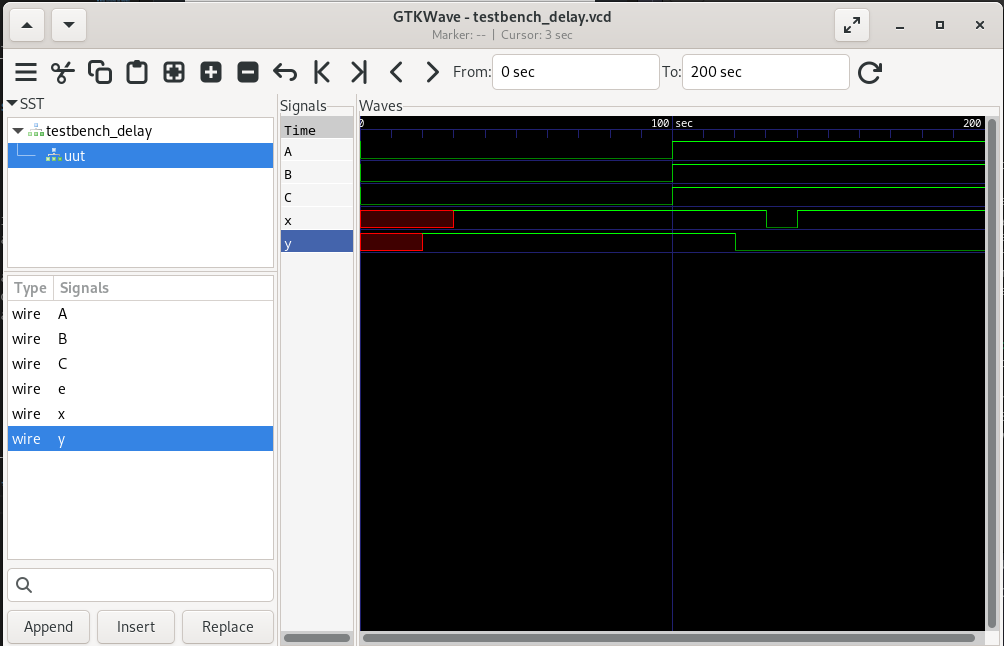 GTKWave - testbench_delay.vcd
Marker: -- | Cursor: 3 sec
From: 0 sec To: 200 sec
SST
testbench_delay
uut
Type Signals
wire A
wire B
wire C
wire e
wire x
wire y
Append Insert Replace
Signals
Time
A
B
C
x
y
Waves
0 100 sec 200